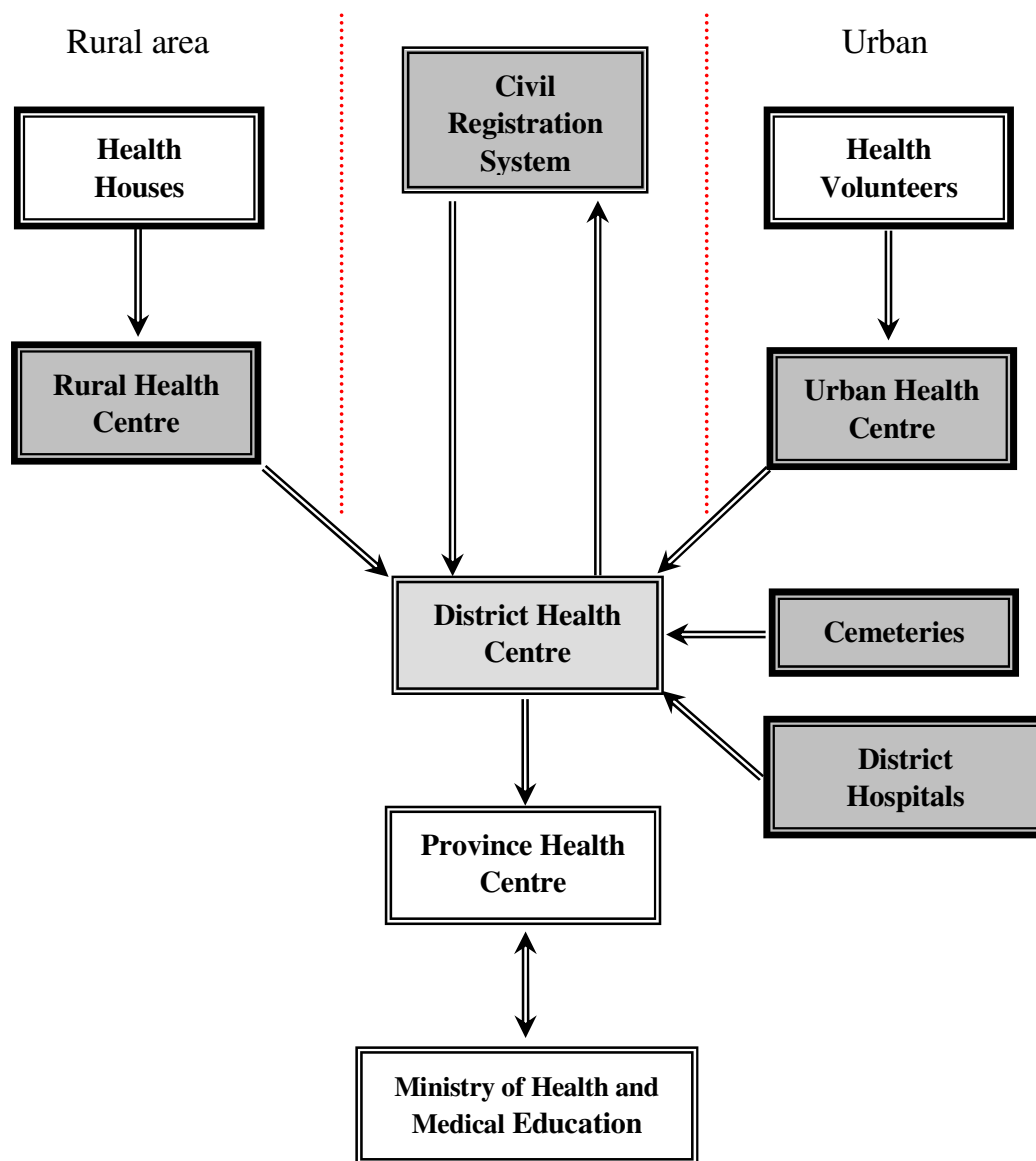 Rural area
Urban
Civil
Registration
System
Health
Houses
Health
Volunteers
Rural Health
Centre
Urban Health
Centre
District Health
Centre
Cemeteries
District
Hospitals
Province Health
Centre
Ministry of Health and
Medical Education